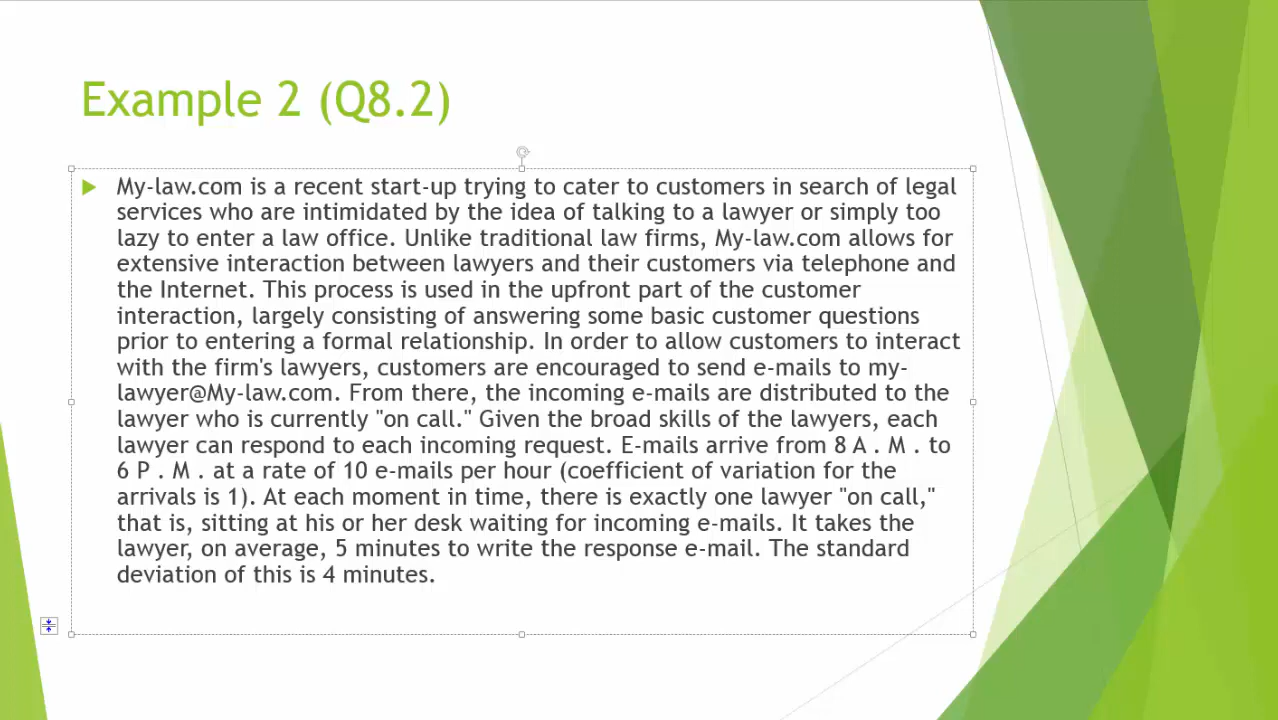 Example 2 (Q8.2)
My-law.com is a recent start-up trying to cater to customers in search of legal
services who are intimidated by the idea of talking to a lawyer or simply too
lazy to enter a law office. Unlike traditional law firms, My-law.com allows for
extensive interaction between lawyers and their customers via telephone and
the Internet. This process is used in the upfront part of the customer
interaction, largely consisting of answering some basic customer questions
prior to entering a formal relationship. In order to allow customers to interact
with the firm's lawyers, customers are encouraged to send e-mails to my-
lawyer@My-law.com. From there, the incoming e-mails are distributed to the
lawyer who is currently "on call." Given the broad skills of the lawyers, each
lawyer can respond to each incoming request. E-mails arrive from 8 A . M . to
6 P . M . at a rate of 10 e-mails per hour (coefficient of variation for the
arrivals is 1). At each moment in time, there is exactly one lawyer "on call,"
that is, sitting at his or her desk waiting for incoming e-mails. It takes the
lawyer, on average, 5 minutes to write the response e-mail. The standard
deviation of this is 4 minutes.